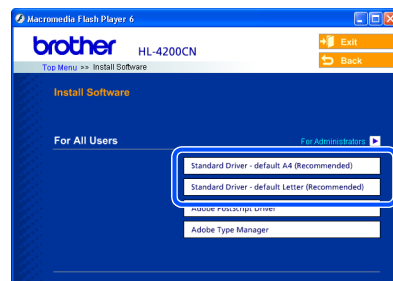 Macromedia Flash Player 6
brother HL-4200CN
Exit
Back
Top Menu >> Install Software
Install Software
For All Users
For Administrators
Standard Driver - default A4 (Recommended)
Standard Driver - default Letter (Recommended)
Adobe PostScript Driver
Adobe Type Manager